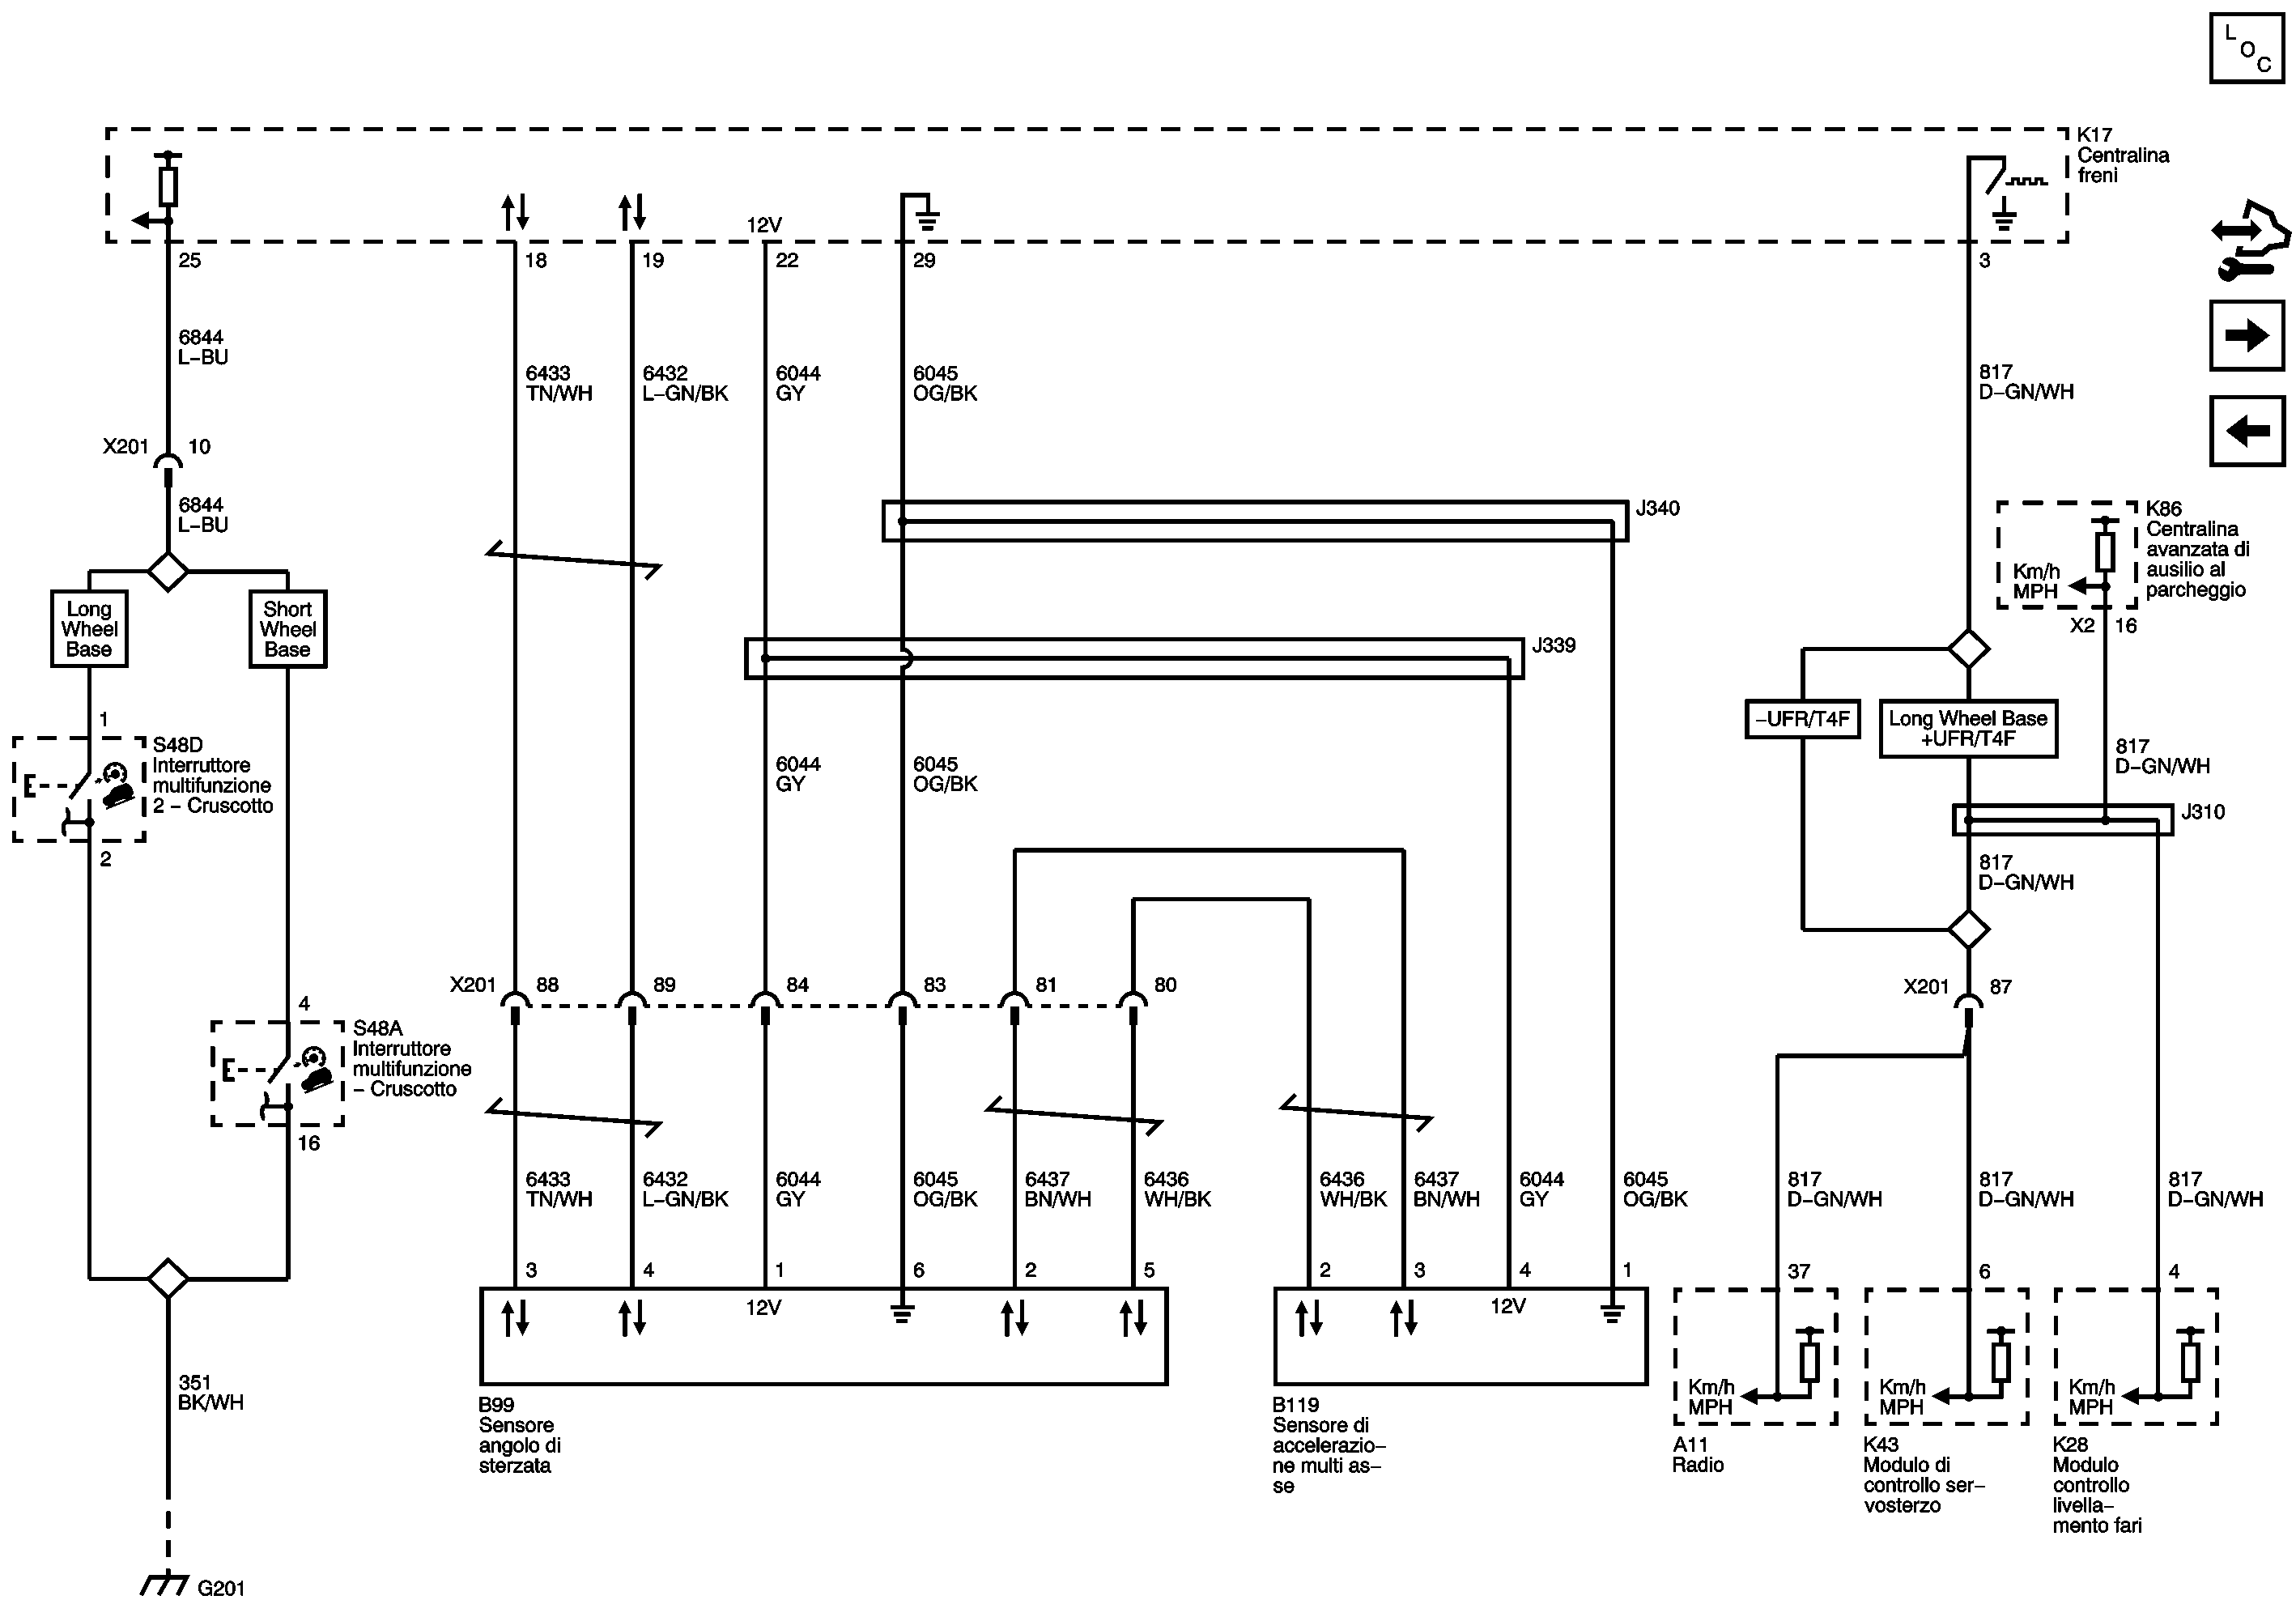 L
O
C
K17
Centralina
freni
12V
25
18
19
22
29
3
6844
L-BU
6433
TN/WH
6432
L-GN/BK
6044
GY
6045
OG/BK
817
D-GN/WH
X201
10
6844
L-BU
J340
K86
Centralina
avanzata di
ausilio al
parcheggio
Km/h
MPH
X2
16
Long
Wheel
Base
Short
Wheel
Base
J339
-UFR/T4F
Long Wheel Base
+UFR/T4F
1
S48D
Interruttore
multifunzione
2 - Cruscotto
2
6044
GY
6045
OG/BK
817
D-GN/WH
J310
817
D-GN/WH
X201
88
89
84
83
81
80
X201
87
4
S48A
Interruttore
multifunzione
- Cruscotto
16
6433
TN/WH
6432
L-GN/BK
6044
GY
6045
OG/BK
6437
BN/WH
6436
WH/BK
6436
WH/BK
6437
BN/WH
6044
GY
6045
OG/BK
817
D-GN/WH
817
D-GN/WH
817
D-GN/WH
3
4
1
6
2
5
2
3
4
1
37
6
4
12V
12V
351
BK/WH
B99
Sensore
angolo di
sterzata
B119
Sensore di
accelerazio-
ne multi as-
se
Km/h
MPH
A11
Radio
Km/h
MPH
K43
Modulo di
controllo ser-
vosterzo
Km/h
MPH
K28
Modulo
controllo
livella-
mento fari
G201